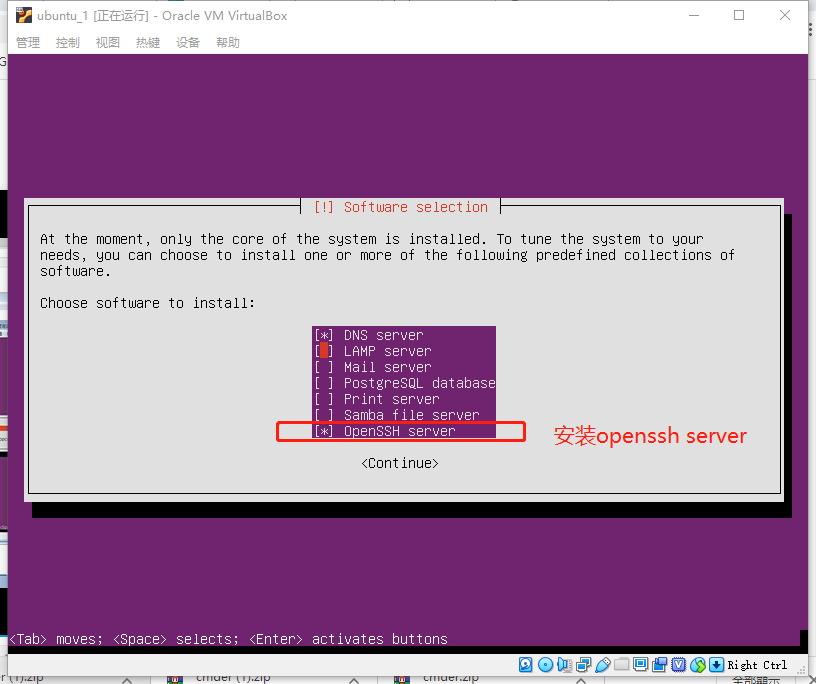 ubuntu_1 [正在运行] - Oracle VM VirtualBox
管理 控制 视图 热键 设备 帮助
[!] Software selection
At the moment, only the core of the system is installed. To tune the system to your
needs, you can choose to install one or more of the following predefined collections of
software.
Choose software to install:
[*] DNS server
[ ] LAMP server
[ ] Mail server
[ ] PostgreSQL database
[ ] Print server
[ ] Samba file server
[*] OpenSSH server
安装openssh server
<Continue>
<Tab> moves; <Space> selects; <Enter> activates buttons
Right Ctrl
r (1).zip cmder (1).zip cmder.zip 全部顯示